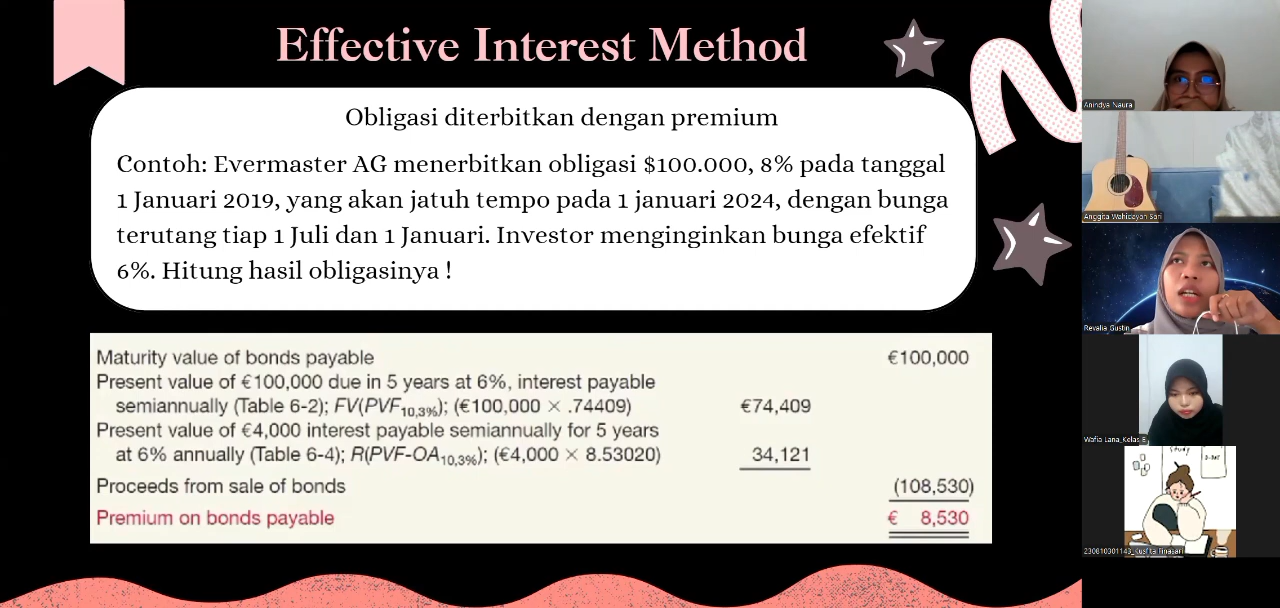 Effective Interest Method
Obligasi diterbitkan dengan premium
Contoh: Evermaster AG menerbitkan obligasi $100.000, 8% pada tanggal
1 Januari 2019, yang akan jatuh tempo pada 1 januari 2024, dengan bunga
terutang tiap 1 Juli dan 1 Januari. Investor menginginkan bunga efektif
6%. Hitung hasil obligasinya !
Maturity value of bonds payable €100,000
Present value of €100,000 due in 5 years at 6%, interest payable
semiannually (Table 6-2); FV(PVF10,3%); (€100,000 × .74409) €74,409
Present value of €4,000 interest payable semiannually for 5 years
at 6% annually (Table 6-4); R(PVF-OA10,3%); (€4,000 × 8.53020) 34,121
Proceeds from sale of bonds (108,530)
Premium on bonds payable € 8,530
Anindya Naura
Anggita Wahidayon Sori
Revalia Gustin
Wafia Lana_Kelas E
STUDY
230810301143_Kusfita Finasari